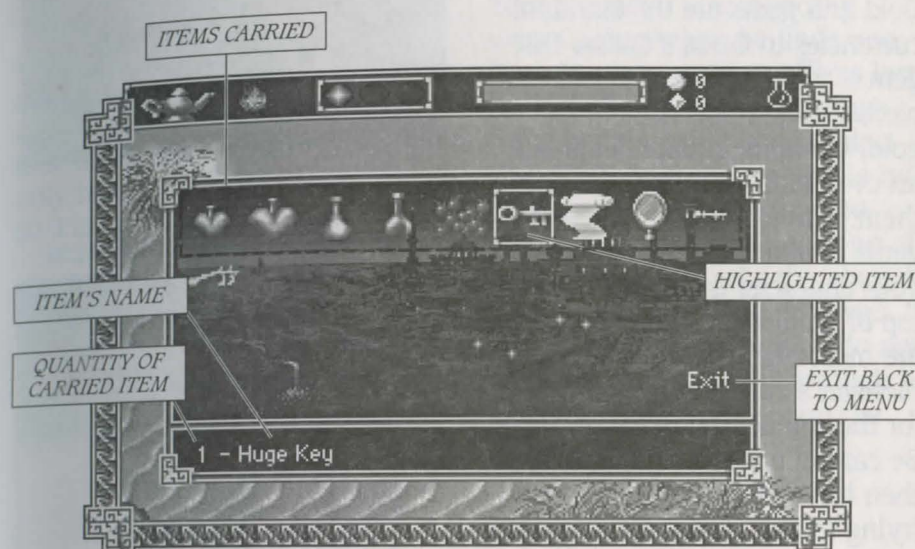 ITEMS CARRIED
0
0
HIGHLIGHTED ITEM
ITEM'S NAME
QUANTITY OF
CARRIED ITEM
Exit
EXIT BACK
TO MENU
1 - Huge Key